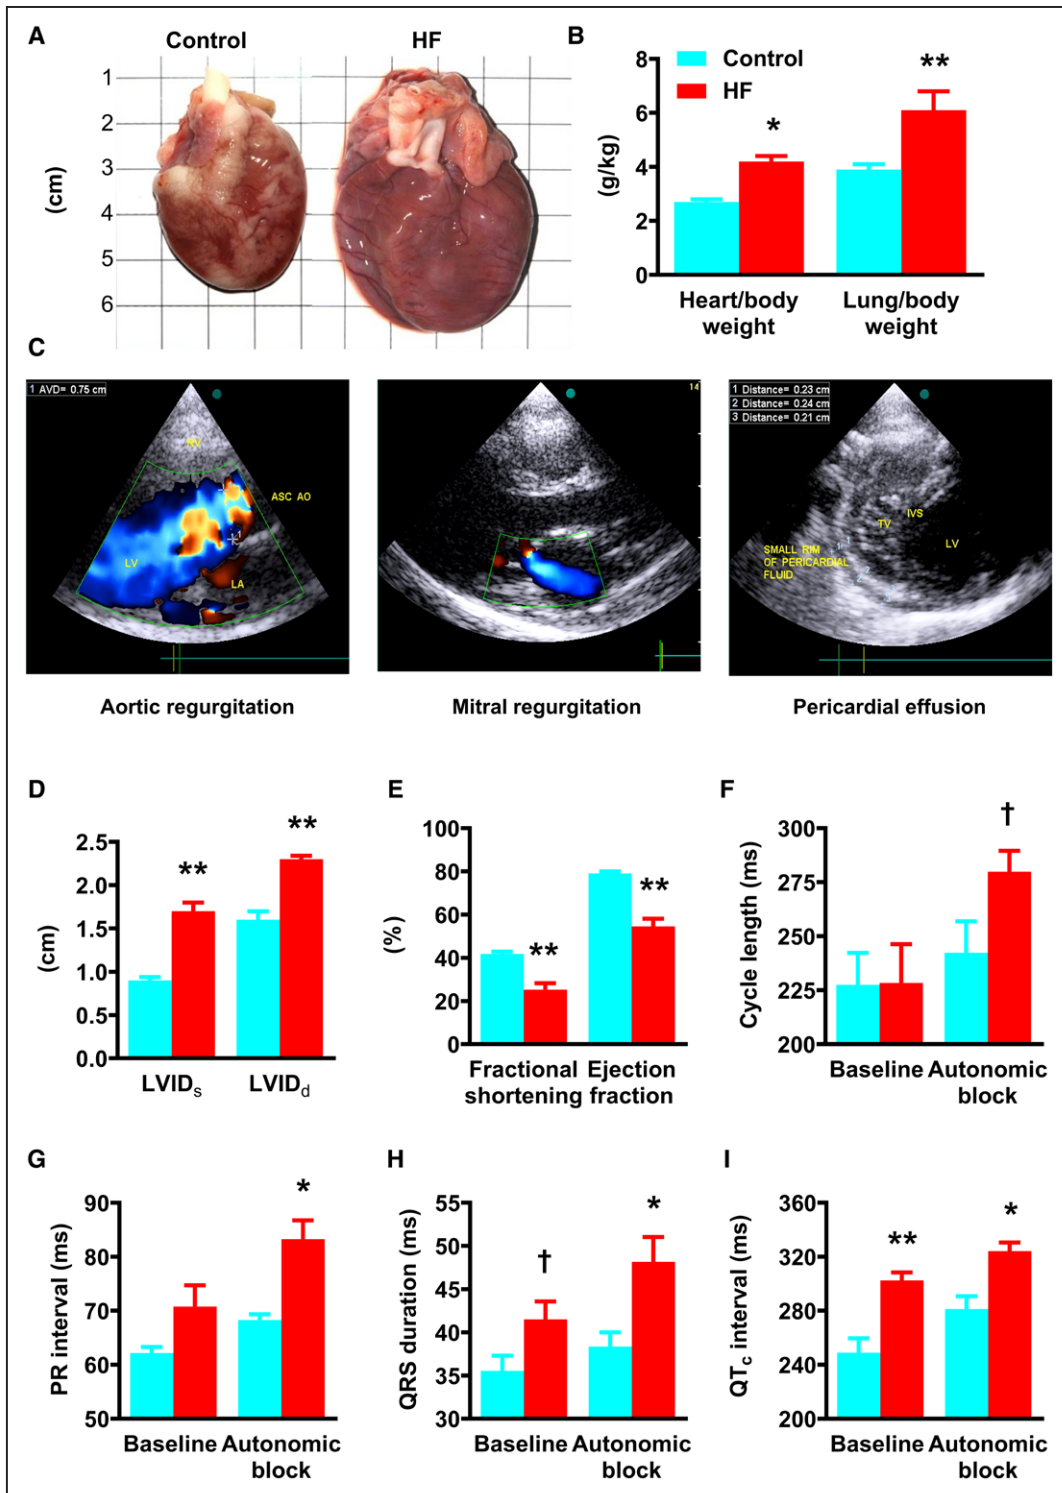 A
Control
HF
1
2
3
4
5
6
(cm)
B
Control
HF
8
6
4
2
0
(g/kg)
*
**
Heart/body
weight
Lung/body
weight
C
1 AVD= 0.75 cm
RV
ASC AO
1
LV
LA
14
1 Distance= 0.23 cm
2 Distance= 0.24 cm
3 Distance= 0.21 cm
IVS
TV
LV
SMALL RIM
OF PERICARDIAL
FLUID
Aortic regurgitation
Mitral regurgitation
Pericardial effusion
D
2.5
2.0
1.5
1.0
0.5
0.0
(cm)
**
**
LVIDs
LVIDd
E
100
80
60
40
20
0
(%)
**
**
Fractional
shortening
Ejection
fraction
F
300
275
250
225
200
Cycle length (ms)
†
Baseline
Autonomic
block
G
90
80
70
60
50
PR interval (ms)
*
Baseline
Autonomic
block
H
55
50
45
40
35
30
QRS duration (ms)
†
*
Baseline
Autonomic
block
I
360
320
280
240
200
QTc interval (ms)
**
*
Baseline
Autonomic
block